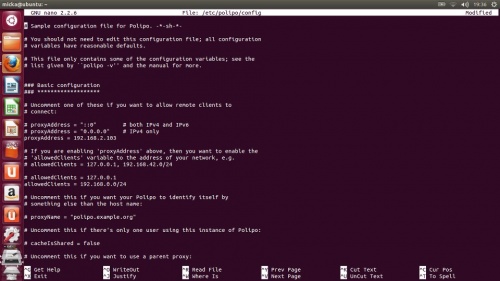 micka@ubuntu: ~
19:36
GNU nano 2.2.6 File: /etc/polipo/config Modified
# Sample configuration file for Polipo. -*-sh-*-
# You should not need to edit this configuration file; all configuration
# variables have reasonable defaults.
# This file only contains some of the configuration variables; see the
# list given by ``polipo -v'' and the manual for more.
### Basic configuration
### *******************
# Uncomment one of these if you want to allow remote clients to
# connect:
# proxyAddress = "::0" # both IPv4 and IPv6
# proxyAddress = "0.0.0.0" # IPv4 only
proxyAddress = 192.168.2.103
# If you are enabling 'proxyAddress' above, then you want to enable the
# 'allowedClients' variable to the address of your network, e.g.
# allowedClients = 127.0.0.1, 192.168.42.0/24
# allowedClients = 127.0.0.1
allowedClients = 192.168.0.0/24
# Uncomment this if you want your Polipo to identify itself by
# something else than the host name:
# proxyName = "polipo.example.org"
# Uncomment this if there's only one user using this instance of Polipo:
# cacheIsShared = false
# Uncomment this if you want to use a parent proxy:
^G Get Help ^O WriteOut ^R Read File ^Y Prev Page ^K Cut Text ^C Cur Pos
^X Exit ^J Justify ^W Where Is ^V Next Page ^U UnCut Text ^T To Spell